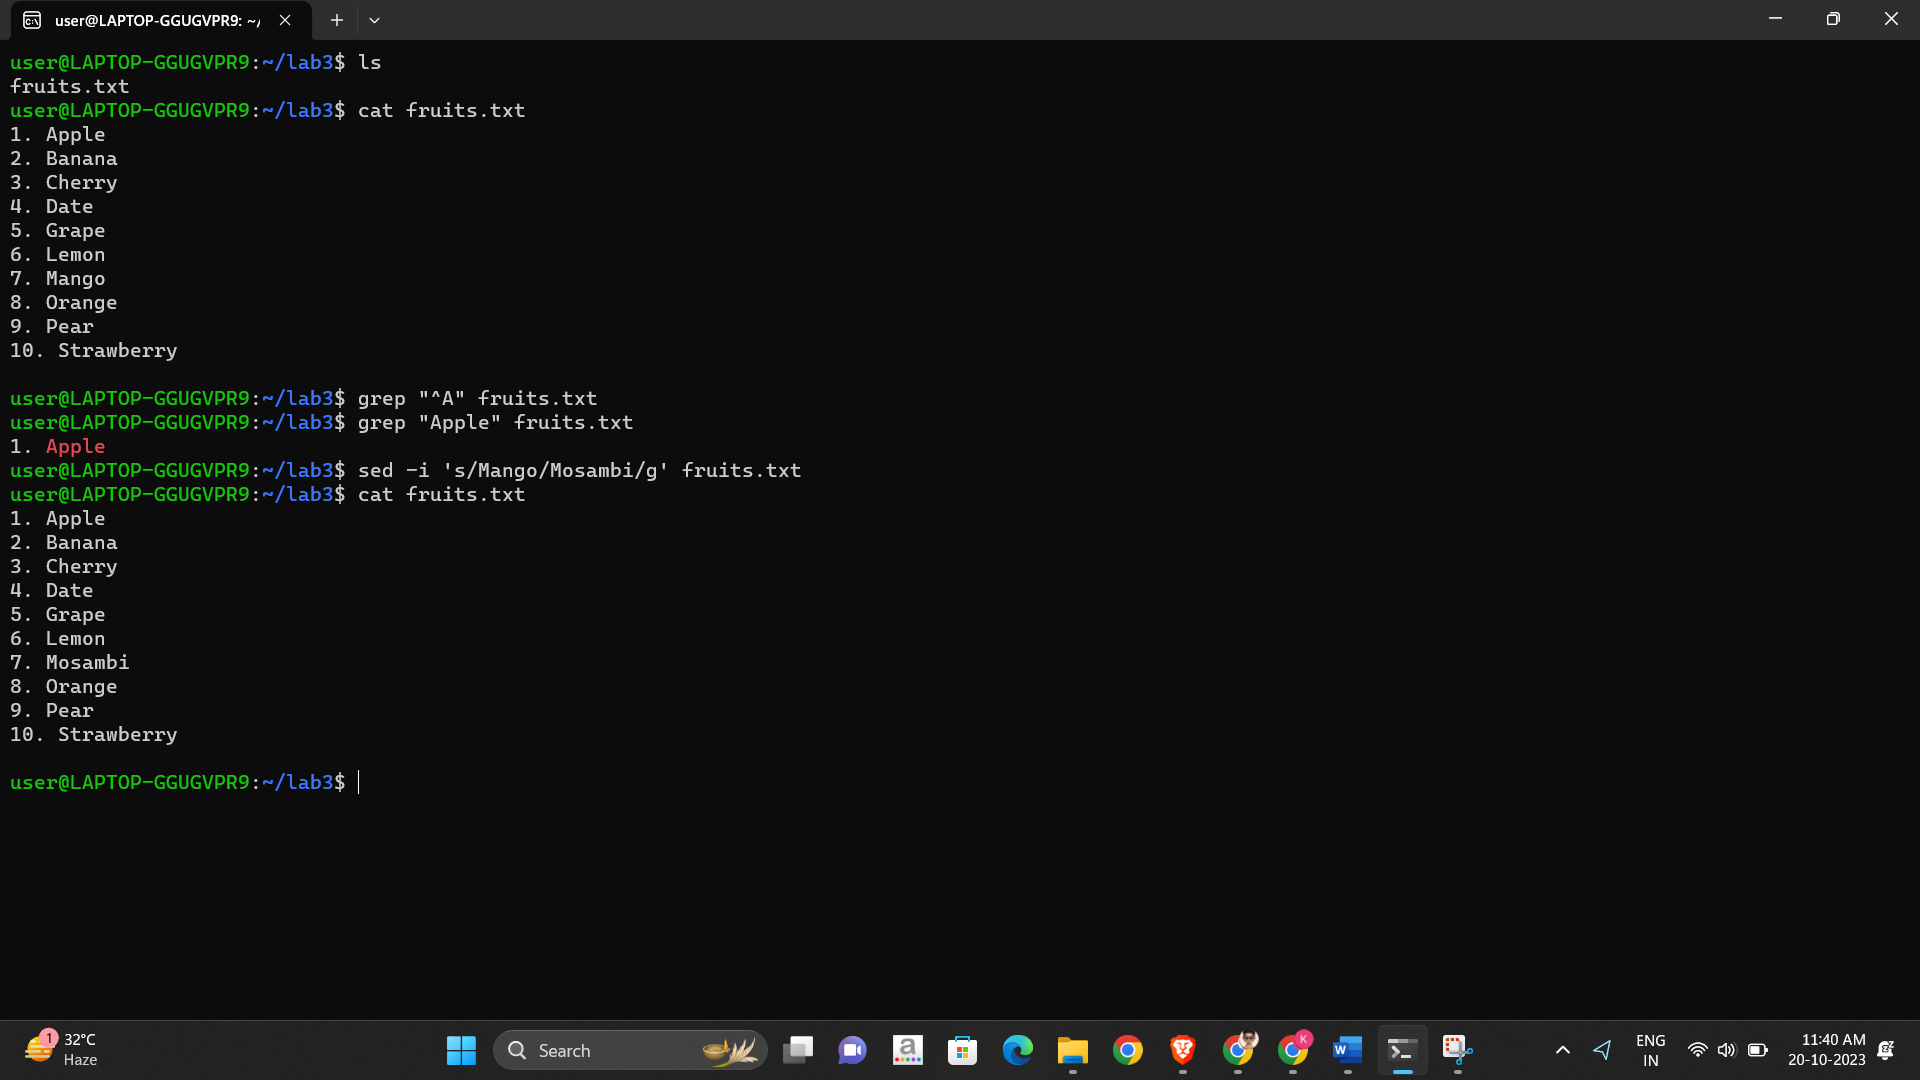 user@LAPTOP-GGUGVPR9: ~/
user@LAPTOP-GGUGVPR9:~/lab3$ ls
fruits.txt
user@LAPTOP-GGUGVPR9:~/lab3$ cat fruits.txt
1. Apple
2. Banana
3. Cherry
4. Date
5. Grape
6. Lemon
7. Mango
8. Orange
9. Pear
10. Strawberry
user@LAPTOP-GGUGVPR9:~/lab3$ grep "^A" fruits.txt
user@LAPTOP-GGUGVPR9:~/lab3$ grep "Apple" fruits.txt
1. Apple
user@LAPTOP-GGUGVPR9:~/lab3$ sed -i 's/Mango/Mosambi/g' fruits.txt
user@LAPTOP-GGUGVPR9:~/lab3$ cat fruits.txt
1. Apple
2. Banana
3. Cherry
4. Date
5. Grape
6. Lemon
7. Mosambi
8. Orange
9. Pear
10. Strawberry
user@LAPTOP-GGUGVPR9:~/lab3$
1
32°C
Haze
Search
a
K
W
ENG
IN
11:40 AM
20-10-2023